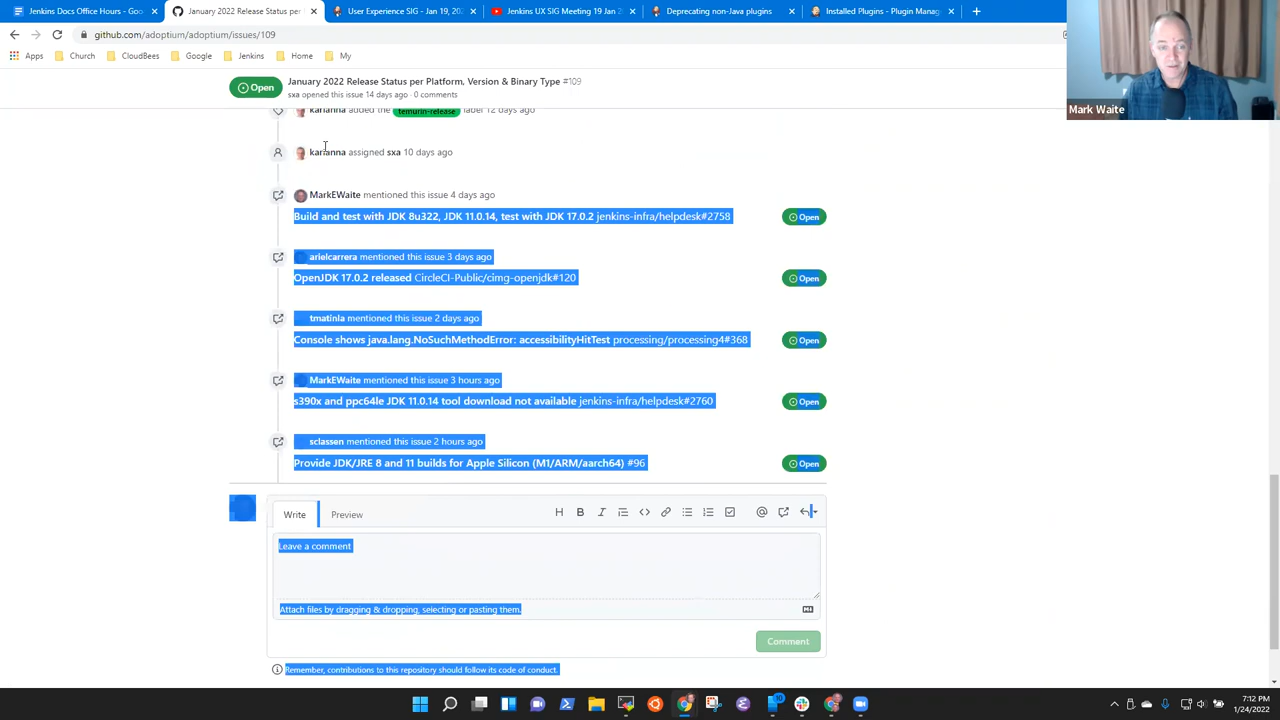 Jenkins Docs Office Hours - Goo
January 2022 Release Status per
User Experience SIG - Jan 19, 202
Jenkins UX SIG Meeting 19 Jan 2
Deprecating non-Java plugins
Installed Plugins - Plugin Manag
github.com/adoptium/adoptium/issues/109
Apps
Church
CloudBees
Google
Jenkins
Home
My
Mark Waite
Open
January 2022 Release Status per Platform, Version & Binary Type #109
sxa opened this issue 14 days ago · 0 comments
karianna added the temurin-release label 12 days ago
karianna assigned sxa 10 days ago
MarkEWaite mentioned this issue 4 days ago
Build and test with JDK 8u322, JDK 11.0.14, test with JDK 17.0.2 jenkins-infra/helpdesk#2758
Open
arielcarrera mentioned this issue 3 days ago
OpenJDK 17.0.2 released CircleCI-Public/cimg-openjdk#120
Open
tmatinla mentioned this issue 2 days ago
Console shows java.lang.NoSuchMethodError: accessibilityHitTest processing/processing4#368
Open
MarkEWaite mentioned this issue 3 hours ago
s390x and ppc64le JDK 11.0.14 tool download not available jenkins-infra/helpdesk#2760
Open
sclassen mentioned this issue 2 hours ago
Provide JDK/JRE 8 and 11 builds for Apple Silicon (M1/ARM/aarch64) #96
Open
Write
Preview
Leave a comment
Attach files by dragging & dropping, selecting or pasting them.
Comment
Remember, contributions to this repository should follow its code of conduct.
7:12 PM
1/24/2022